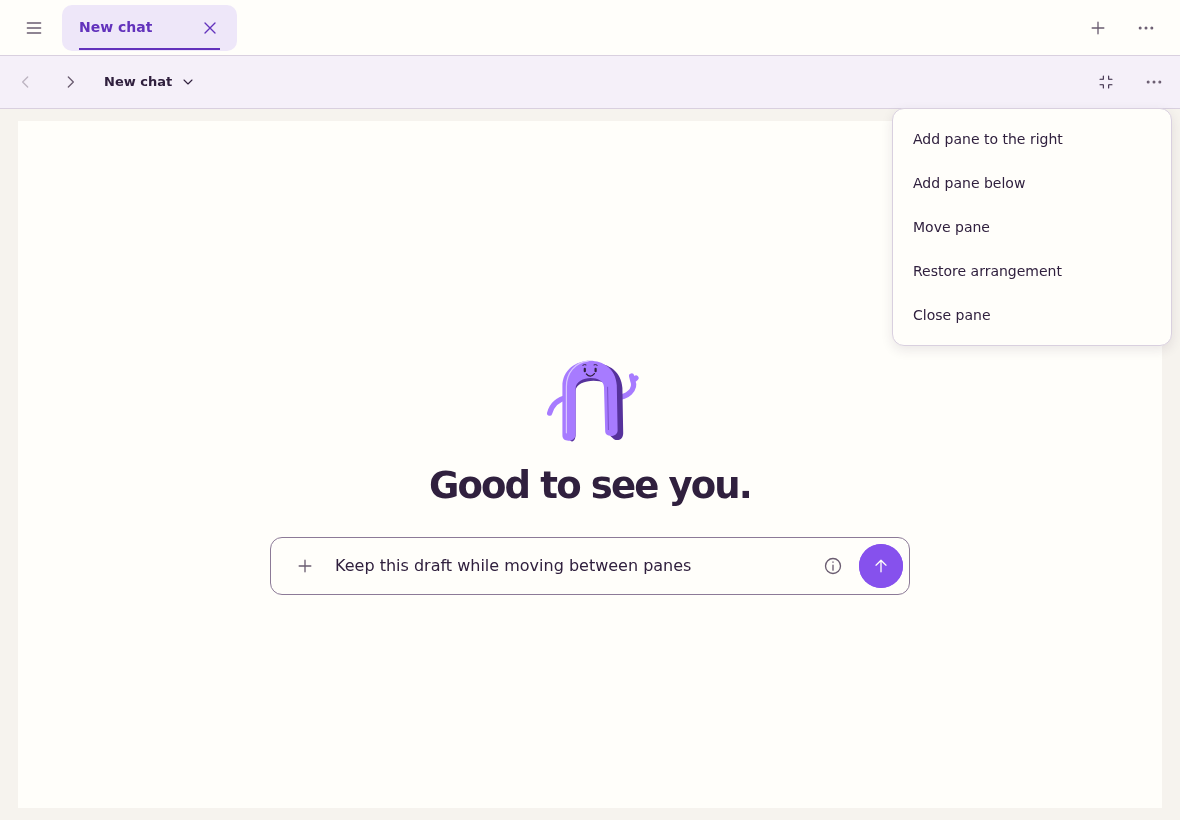 New chat
New chat
Add pane to the right
Add pane below
Move pane
Restore arrangement
Close pane
Good to see you.
Keep this draft while moving between panes